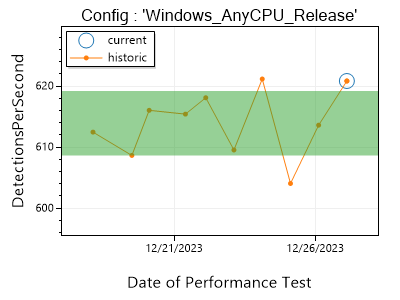 Config : 'Windows_AnyCPU_Release'
current
historic
DetectionsPerSecond
620
610
600
12/21/2023
12/26/2023
Date of Performance Test